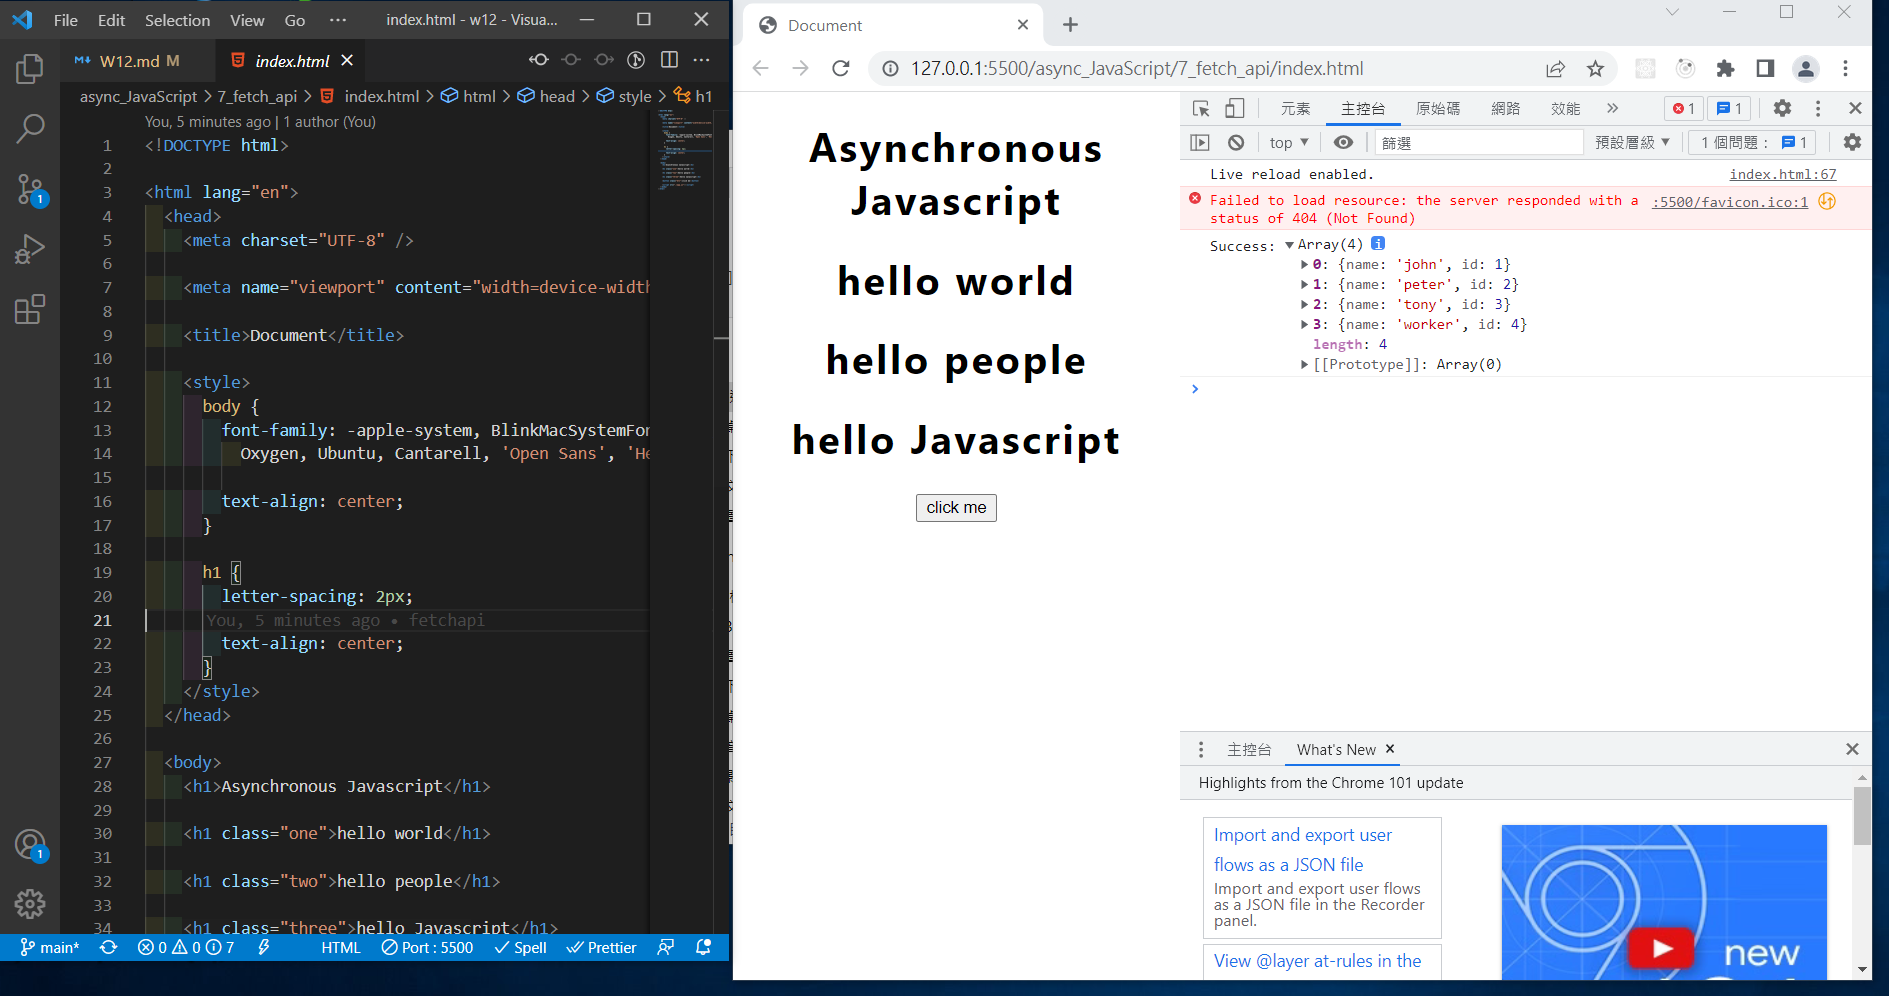 File Edit Selection View Go ··· index.html - w12 - Visua...
W12.md M index.html
async_JavaScript > 7_fetch_api > index.html > html > head > style > h1
You, 5 minutes ago | 1 author (You)
1 <!DOCTYPE html>
2
3 <html lang="en">
4 <head>
5 <meta charset="UTF-8" />
6
7 <meta name="viewport" content="width=device-width
8
9 <title>Document</title>
10
11 <style>
12 body {
13 font-family: -apple-system, BlinkMacSystemFon
14 Oxygen, Ubuntu, Cantarell, 'Open Sans', 'He
15
16 text-align: center;
17 }
18
19 h1 {
20 letter-spacing: 2px;
21 You, 5 minutes ago • fetchapi
22 text-align: center;
23 }
24 </style>
25 </head>
26
27 <body>
28 <h1>Asynchronous Javascript</h1>
29
30 <h1 class="one">hello world</h1>
31
32 <h1 class="two">hello people</h1>
33
34 <h1 class="three">hello Javascript</h1>
1
1
main* 0 0 7 HTML Port : 5500 Spell Prettier
Document
127.0.0.1:5500/async_JavaScript/7_fetch_api/index.html
Asynchronous
Javascript
hello world
hello people
hello Javascript
click me
元素 主控台 原始碼 網路 效能 » 1 1
top ▼ 篩選 預設層級 ▼ 1 個問題： 1
Live reload enabled. index.html:67
Failed to load resource: the server responded with a :5500/favicon.ico:1
status of 404 (Not Found)
Success: ▼Array(4) i
▶0: {name: 'john', id: 1}
▶1: {name: 'peter', id: 2}
▶2: {name: 'tony', id: 3}
▶3: {name: 'worker', id: 4}
length: 4
▶[[Prototype]]: Array(0)
主控台 What's New
Highlights from the Chrome 101 update
Import and export user
flows as a JSON file
Import and export user flows
as a JSON file in the Recorder
panel.
View @layer at-rules in the
new